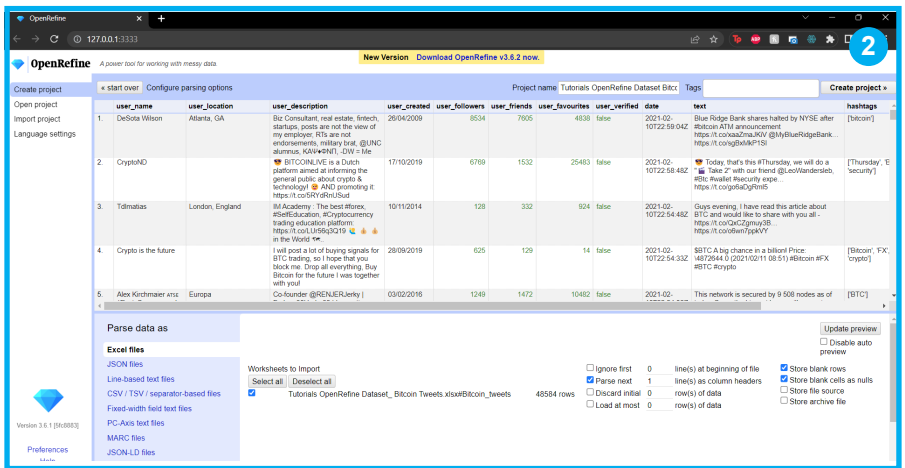 OpenRefine
127.0.0.1:3333
2
OpenRefine A power tool for working with messy data.
New Version Download OpenRefine v3.6.2 now.
Create project
Open project
Import project
Language settings
« start over Configure parsing options Project name Tutorials OpenRefine Dataset Bitcc Tags Create project »
user_name user_location user_description user_created user_followers user_friends user_favourites user_verified date text hashtags
1. DeSota Wilson Atlanta, GA Biz Consultant, real estate, fintech, 26/04/2009 8534 7605 4838 false 2021-02- Blue Ridge Bank shares halted by NYSE after ['bitcoin']
startups, posts are not the view of 10T22:59:04Z #bitcoin ATM announcement
my employer, RTs are not https://t.co/xaaZmaJKiV @MyBlueRidgeBank...
endorsements, military brat, @UNC https://t.co/sgBxMkP1SI
alumnus, ΚΑΨ♦ΦΝΠ, -DW = Me
2. CryptoND BITCOINLIVE is a Dutch 17/10/2019 6769 1532 25483 false 2021-02- Today, that's this #Thursday, we will do a ['Thursday', 'B
platform aimed at informing the 10T22:58:48Z " Take 2" with our friend @LeoWandersleb, 'security']
general public about crypto & #Btc #wallet #security expe...
technology! AND promoting it: https://t.co/go6aDgRml5
https://t.co/5RYdRnUSud
3. Tdlmatias London, England IM Academy : The best #forex, 10/11/2014 128 332 924 false 2021-02- Guys evening, I have read this article about
#SelfEducation, #Cryptocurrency 10T22:54:48Z BTC and would like to share with you all -
trading education platform: https://t.co/QxCZgmuy3B...
https://t.co/LUr56q3Q19 https://t.co/o6wn7ppkVY
in the World
4. Crypto is the future I will post a lot of buying signals for 28/09/2019 625 129 14 false 2021-02- $BTC A big chance in a billion! Price: ['Bitcoin', 'FX',
BTC trading, so I hope that you 10T22:54:33Z \4872644.0 (2021/02/11 08:51) #Bitcoin #FX 'crypto']
block me. Drop all everything, Buy #BTC #crypto
Bitcoin for the future I was together
with you!
5. Alex Kirchmaier Europa Co-founder @RENJERJerky | 03/02/2016 1249 1472 10482 false 2021-02- This network is secured by 9 508 nodes as of ['BTC']
Parse data as
Excel files
JSON files
Line-based text files
CSV / TSV / separator-based files
Fixed-width field text files
PC-Axis text files
MARC files
JSON-LD files
Update preview
Disable auto
preview
Worksheets to Import
Select all Deselect all
Tutorials OpenRefine Dataset_ Bitcoin Tweets.xlsx#Bitcoin_tweets 48584 rows
Ignore first 0 line(s) at beginning of file
Parse next 1 line(s) as column headers
Discard initial 0 row(s) of data
Load at most 0 row(s) of data
Store blank rows
Store blank cells as nulls
Store file source
Store archive file
Version 3.6.1 [5fc8883]
Preferences